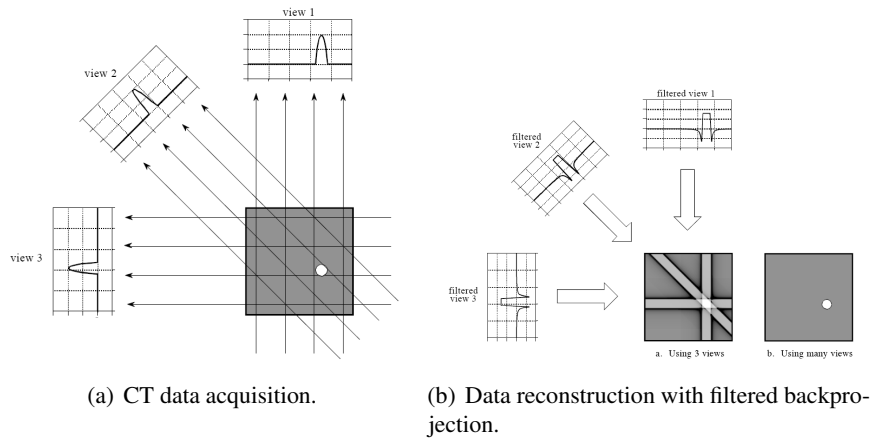 view 1
view 2
view 3
(a) CT data acquisition.
filtered view 1
filtered
view 2
filtered
view 3
a. Using 3 views
b. Using many views
(b) Data reconstruction with filtered backpro-
jection.